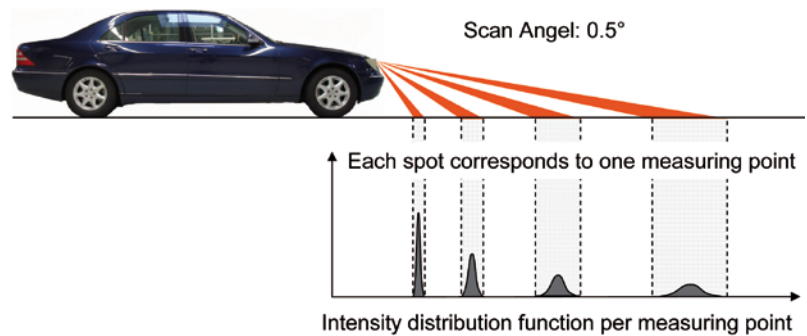 Scan Angel: 0.5°
Each spot corresponds to one measuring point
Intensity distribution function per measuring point